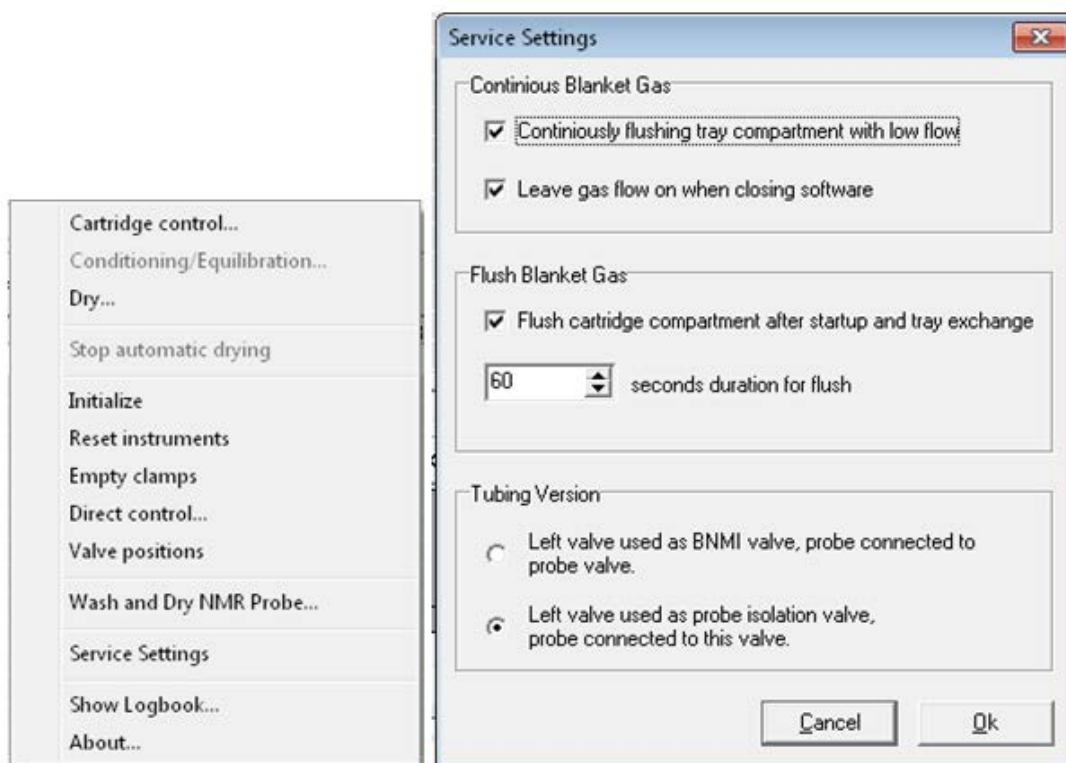 Cartridge control...
Conditioning/Equilibration...
Dry...
Stop automatic drying
Initialize
Reset instruments
Empty clamps
Direct control...
Valve positions
Wash and Dry NMR Probe...
Service Settings
Show Logbook...
About...
Service Settings
Continious Blanket Gas
Continiously flushing tray compartment with low flow
Leave gas flow on when closing software
Flush Blanket Gas
Flush cartridge compartment after startup and tray exchange
60 seconds duration for flush
Tubing Version
Left valve used as BNMI valve, probe connected to
probe valve.
Left valve used as probe isolation valve,
probe connected to this valve.
Cancel Ok